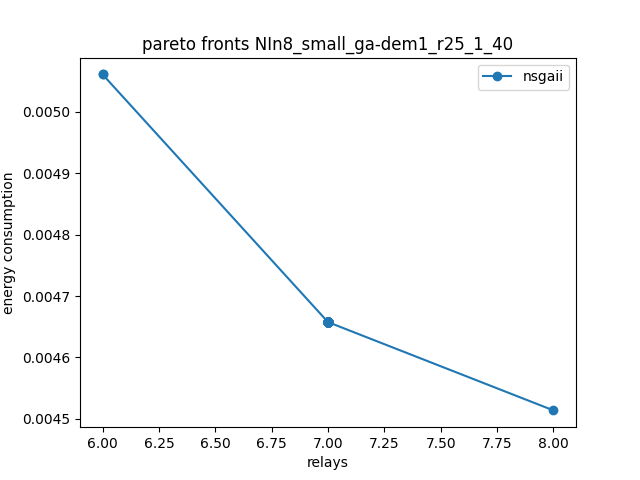 pareto fronts NIn8_small_ga-dem1_r25_1_40
nsgaii
energy consumption
0.0050
0.0049
0.0048
0.0047
0.0046
0.0045
6.00 6.25 6.50 6.75 7.00 7.25 7.50 7.75 8.00
relays